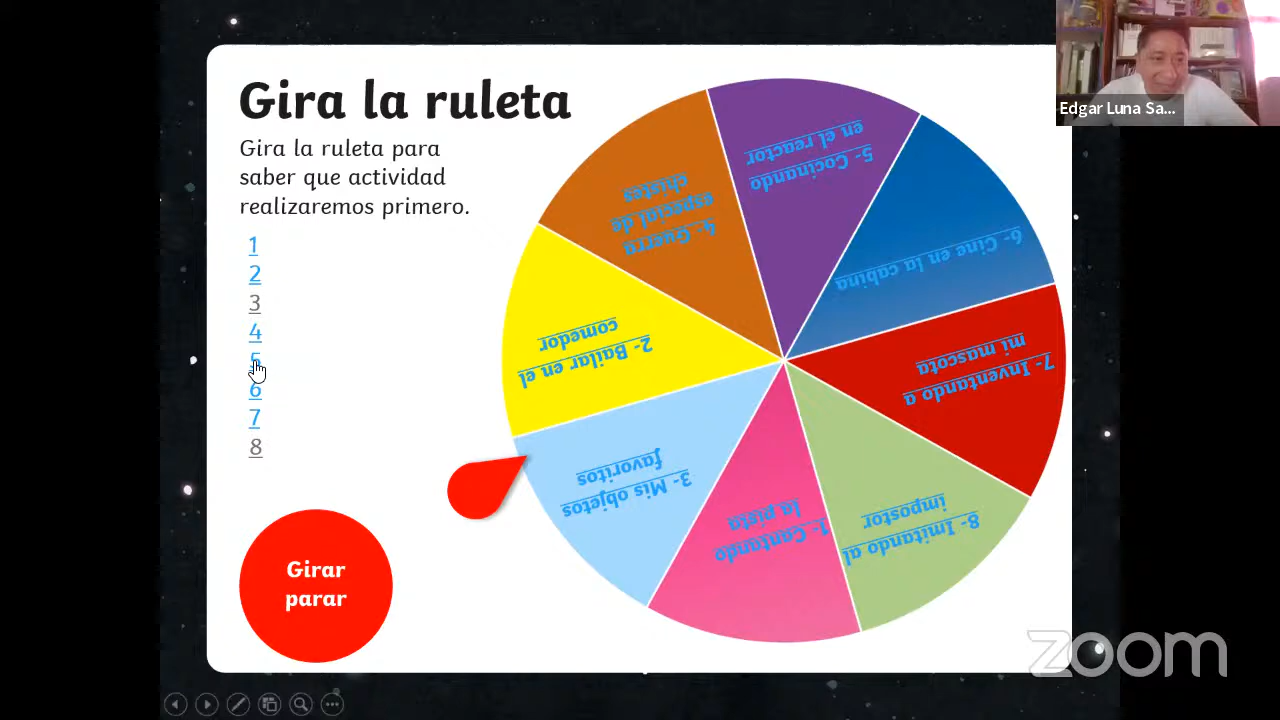 Gira la ruleta
Gira la ruleta para
saber que actividad
realizaremos primero.
1
2
3
4
5
6
7
8
Girar
parar
5- Cocinando
en el reactor
6- Cine en la cabina
7- Inventando a
mi mascota
8- Imitando al
impostor
1- Cantando
la pista
3- Mis objetos
favoritos
2- Bailar en el
comedor
4- Guerra
especial de
chistes
Edgar Luna Sa...
zoom